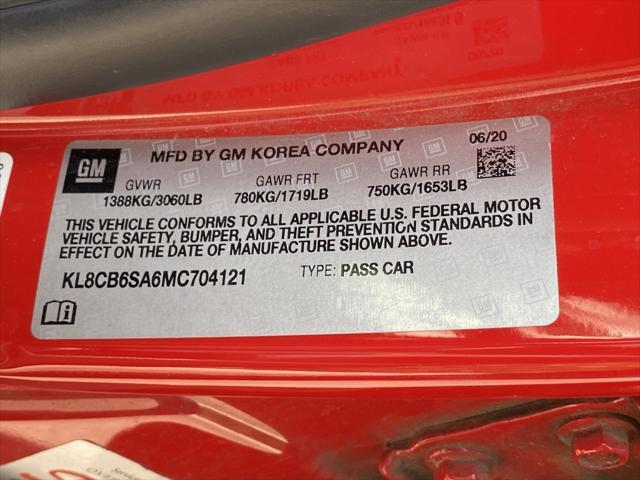 GM
MFD BY GM KOREA COMPANY
06/20
GVWR
1388KG/3060LB
GAWR FRT
780KG/1719LB
GAWR RR
750KG/1653LB
THIS VEHICLE CONFORMS TO ALL APPLICABLE U.S. FEDERAL MOTOR
VEHICLE SAFETY, BUMPER, AND THEFT PREVENTION STANDARDS IN
EFFECT ON THE DATE OF MANUFACTURE SHOWN ABOVE.
KL8CB6SA6MC704121
TYPE: PASS CAR